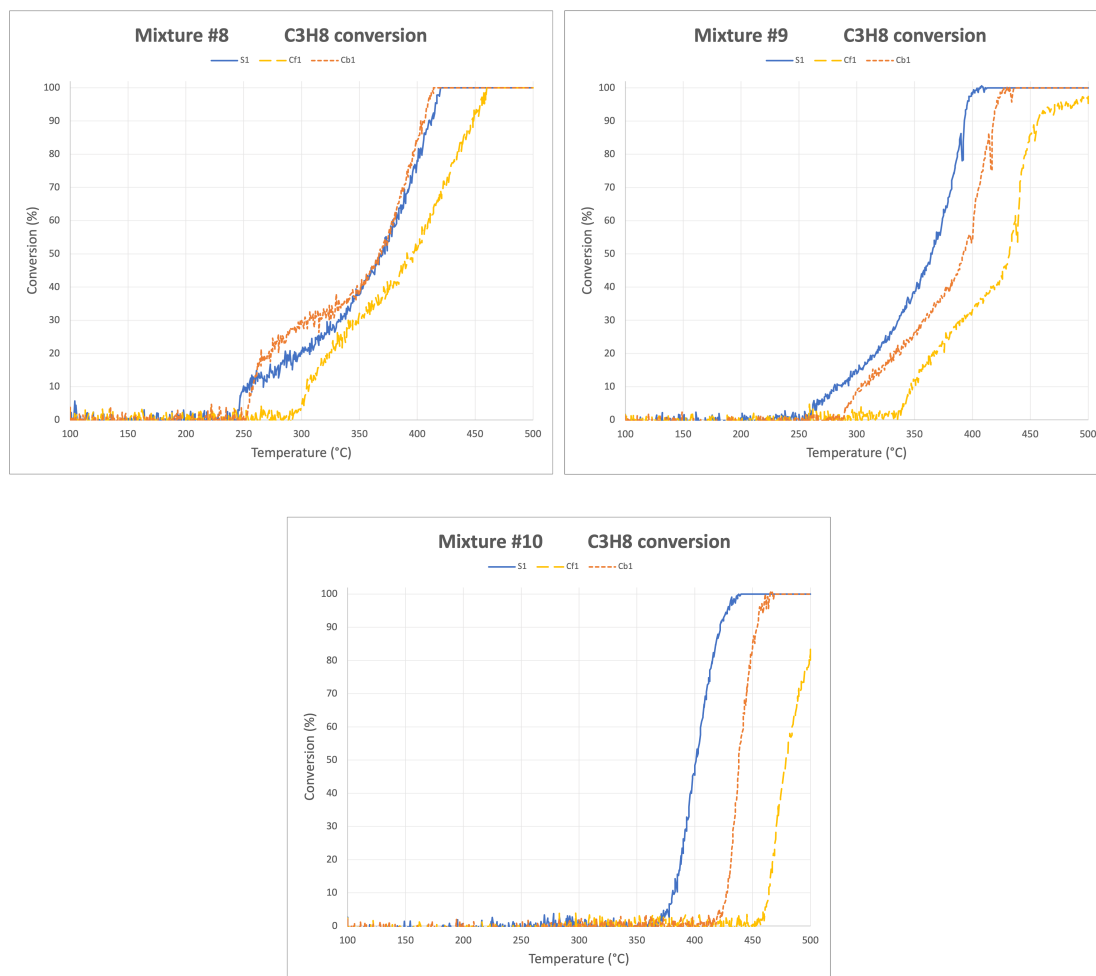 Mixture #8 C3H8 conversion
S1 Cf1 Cb1
100
90
80
70
60
50
40
30
20
10
0
Conversion (%)
100 150 200 250 300 350 400 450 500
Temperature (°C)
Mixture #9 C3H8 conversion
S1 Cf1 Cb1
100
90
80
70
60
50
40
30
20
10
0
Conversion (%)
100 150 200 250 300 350 400 450 500
Temperature (°C)
Mixture #10 C3H8 conversion
S1 Cf1 Cb1
100
90
80
70
60
50
40
30
20
10
0
Conversion (%)
100 150 200 250 300 350 400 450 500
Temperature (°C)